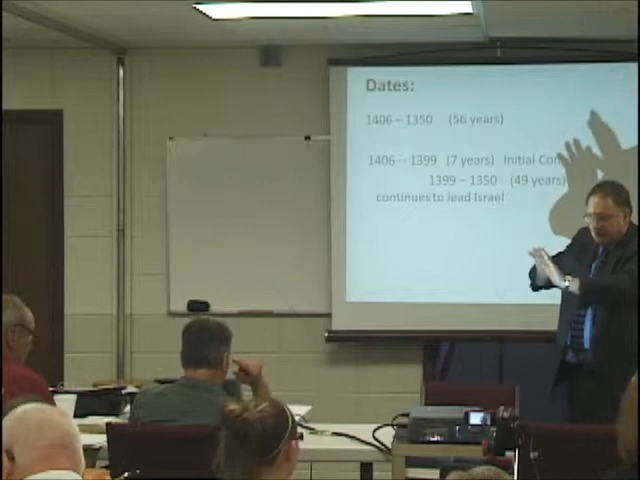 Dates:
1406 – 1350 (56 years)
1406 – 1399 (7 years) Initial Con
1399 – 1350 (49 years)
continues to lead Israel